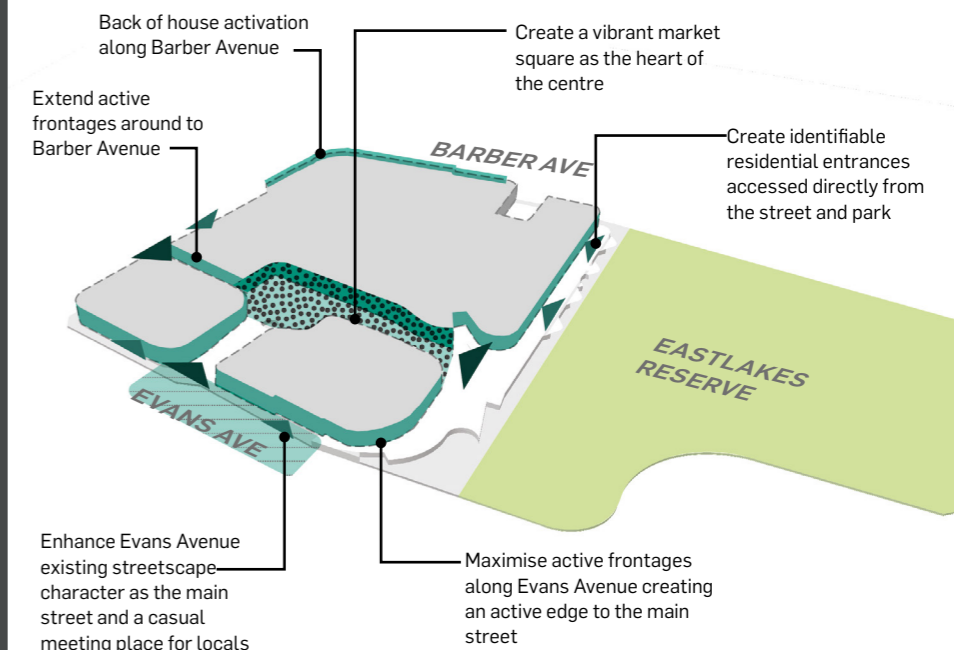 Back of house activation
along Barber Avenue
Create a vibrant market
square as the heart of
the centre
Extend active
frontages around to
Barber Avenue
BARBER AVE
Create identifiable
residential entrances
accessed directly from
the street and park
EASTLAKES
RESERVE
EVANS AVE
Enhance Evans Avenue
existing streetscape
character as the main
street and a casual
meeting place for locals
Maximise active frontages
along Evans Avenue creating
an active edge to the main
street